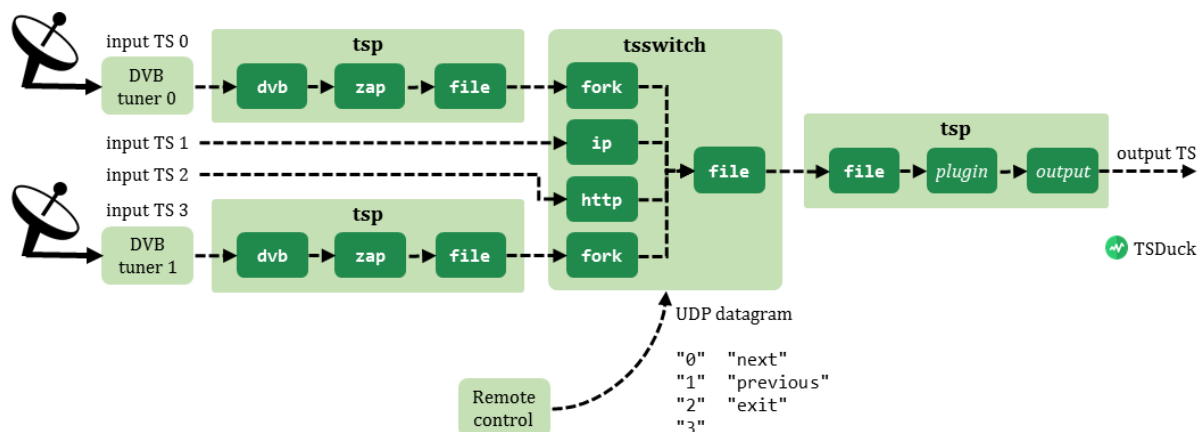 input TS 0
DVB
tuner 0
tsp
dvb
zap
file
tsswitch
fork
input TS 1
ip
input TS 2
http
file
input TS 3
DVB
tuner 1
tsp
dvb
zap
file
fork
tsp
file
plugin
output
output TS
TSDuck
UDP datagram
"0" "next"
"1" "previous"
"2" "exit"
"3"
Remote
control